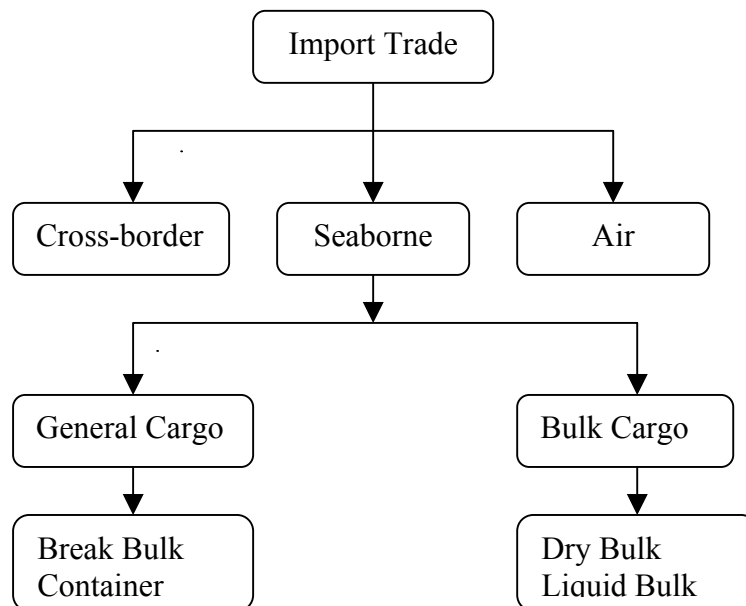 Import Trade
Cross-border
Seaborne
Air
General Cargo
Bulk Cargo
Break Bulk
Container
Dry Bulk
Liquid Bulk